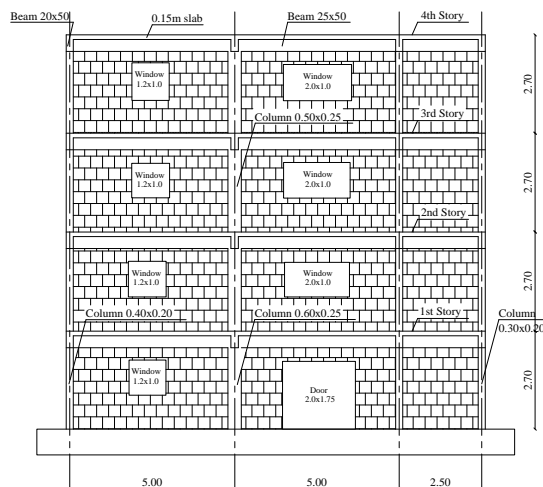 Beam 20x50
0.15m slab
Beam 25x50
4th Story
Window
1.2x1.0
Window
2.0x1.0
2.70
Column 0.50x0.25
3rd Story
Window
1.2x1.0
Window
2.0x1.0
2.70
2nd Story
Window
1.2x1.0
Window
2.0x1.0
2.70
Column 0.40x0.20
Column 0.60x0.25
1st Story
Column
0.30x0.20
Window
1.2x1.0
Door
2.0x1.75
2.70
5.00
5.00
2.50